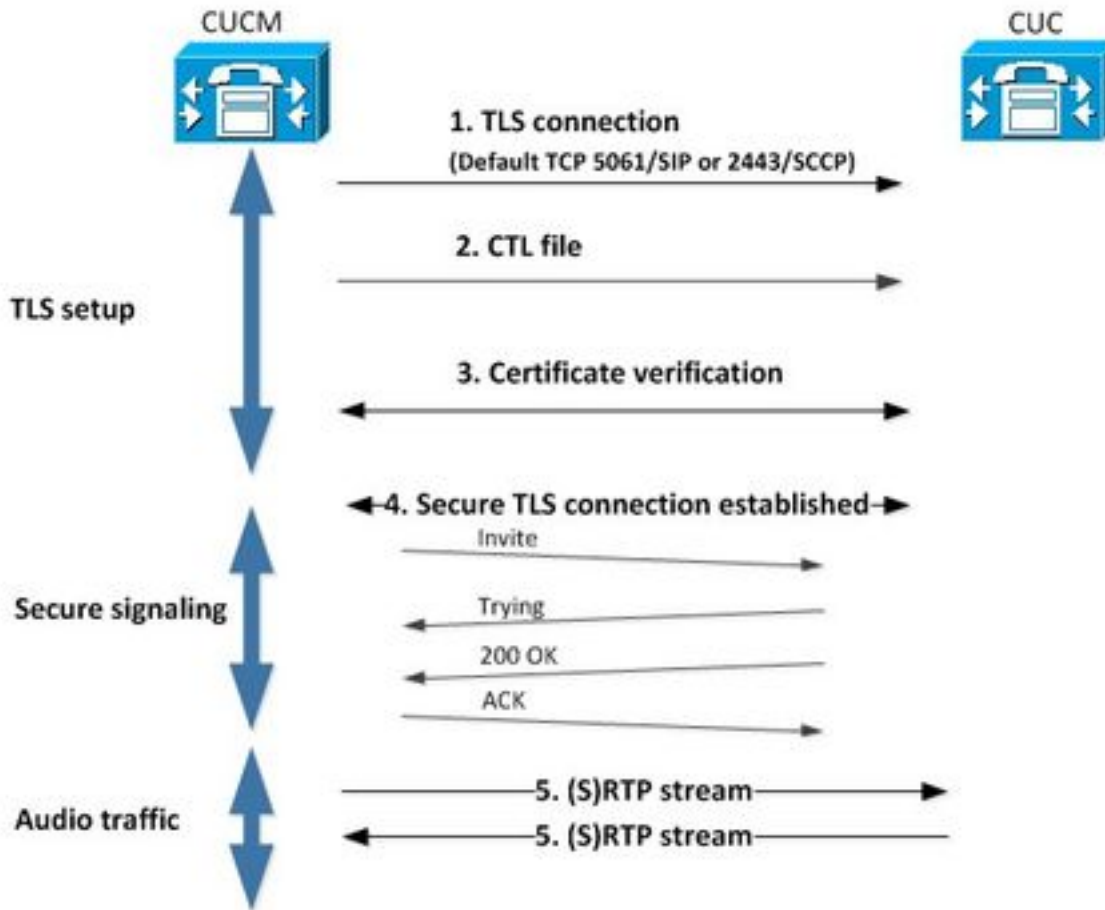 CUCM
CUC
1. TLS connection
(Default TCP 5061/SIP or 2443/SCCP)
2. CTL file
TLS setup
3. Certificate verification
4. Secure TLS connection established
Invite
Secure signaling
Trying
200 OK
ACK
5. (S)RTP stream
Audio traffic
5. (S)RTP stream